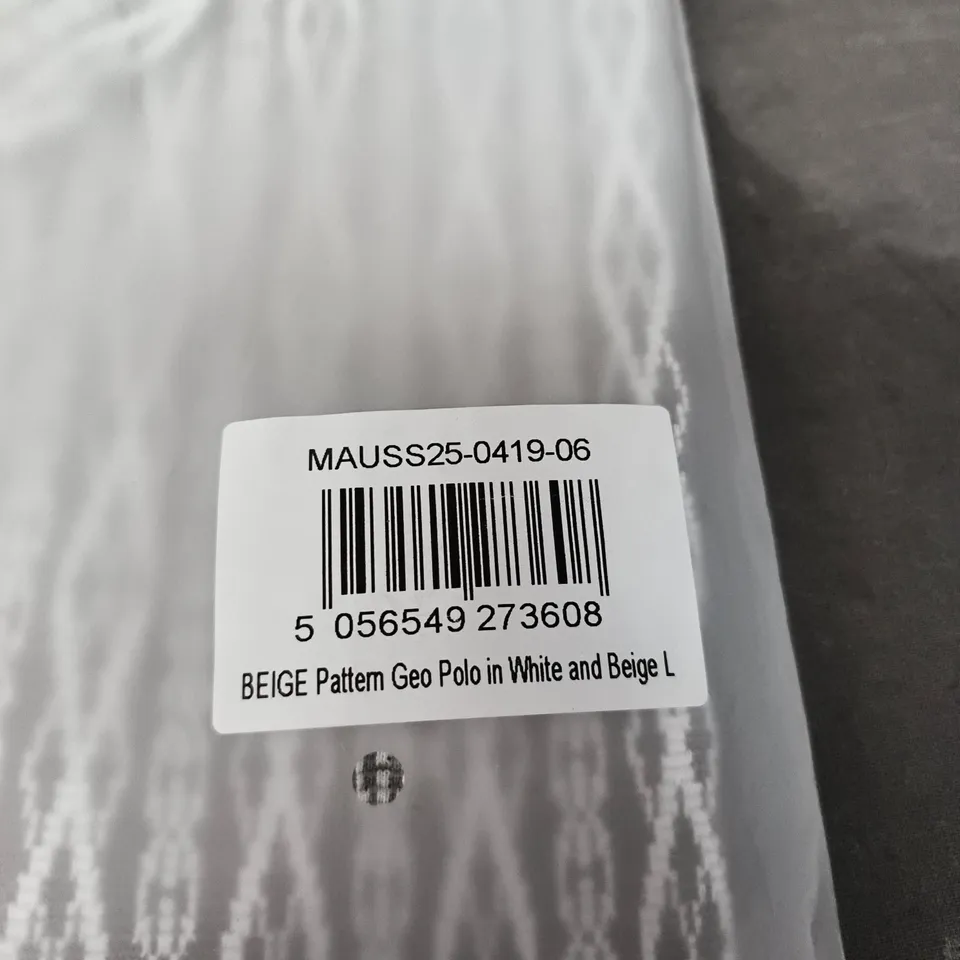 MAUSS25-0419-06
5 056549 273608
BEIGE Pattern Geo Polo in White and Beige L